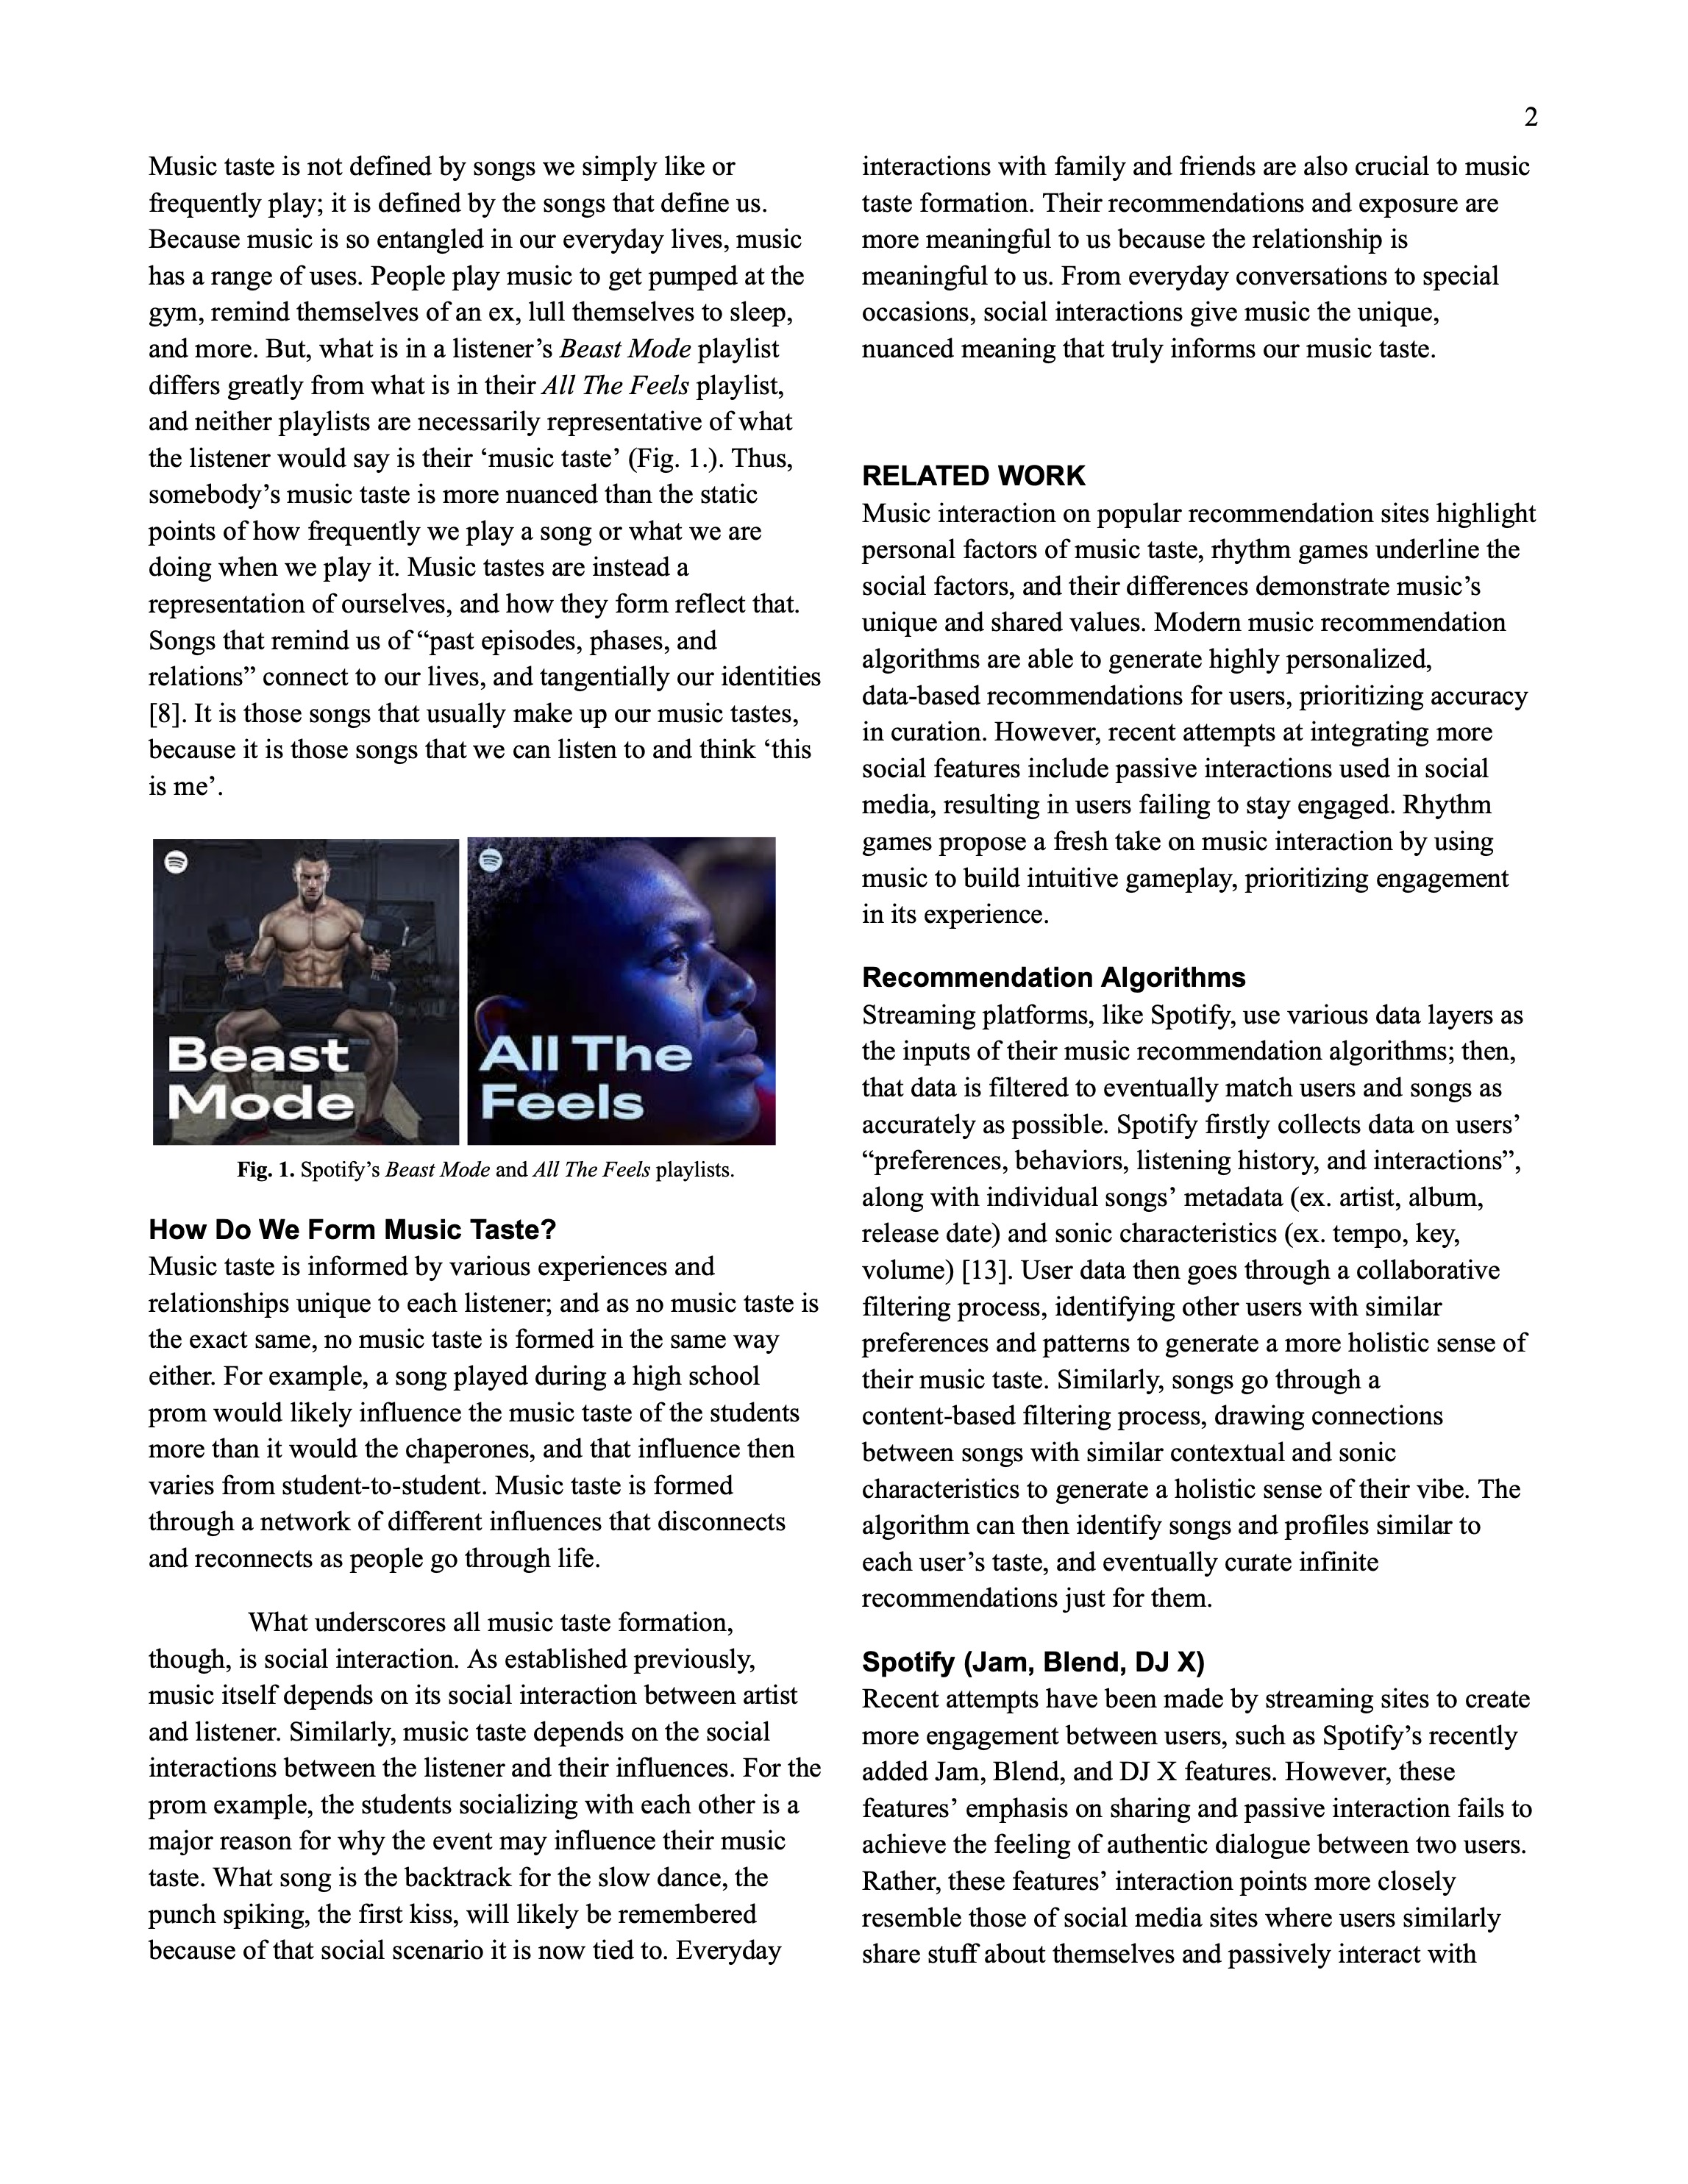 2
Music taste is not defined by songs we simply like or
frequently play; it is defined by the songs that define us.
Because music is so entangled in our everyday lives, music
has a range of uses. People play music to get pumped at the
gym, remind themselves of an ex, lull themselves to sleep,
and more. But, what is in a listener’s Beast Mode playlist
differs greatly from what is in their All The Feels playlist,
and neither playlists are necessarily representative of what
the listener would say is their ‘music taste’ (Fig. 1.). Thus,
somebody’s music taste is more nuanced than the static
points of how frequently we play a song or what we are
doing when we play it. Music tastes are instead a
representation of ourselves, and how they form reflect that.
Songs that remind us of “past episodes, phases, and
relations” connect to our lives, and tangentially our identities
[8]. It is those songs that usually make up our music tastes,
because it is those songs that we can listen to and think ‘this
is me’.
Beast
Mode
All The
Feels
Fig. 1. Spotify’s Beast Mode and All The Feels playlists.
How Do We Form Music Taste?
Music taste is informed by various experiences and
relationships unique to each listener; and as no music taste is
the exact same, no music taste is formed in the same way
either. For example, a song played during a high school
prom would likely influence the music taste of the students
more than it would the chaperones, and that influence then
varies from student-to-student. Music taste is formed
through a network of different influences that disconnects
and reconnects as people go through life.
What underscores all music taste formation,
though, is social interaction. As established previously,
music itself depends on its social interaction between artist
and listener. Similarly, music taste depends on the social
interactions between the listener and their influences. For the
prom example, the students socializing with each other is a
major reason for why the event may influence their music
taste. What song is the backtrack for the slow dance, the
punch spiking, the first kiss, will likely be remembered
because of that social scenario it is now tied to. Everyday
interactions with family and friends are also crucial to music
taste formation. Their recommendations and exposure are
more meaningful to us because the relationship is
meaningful to us. From everyday conversations to special
occasions, social interactions give music the unique,
nuanced meaning that truly informs our music taste.
RELATED WORK
Music interaction on popular recommendation sites highlight
personal factors of music taste, rhythm games underline the
social factors, and their differences demonstrate music’s
unique and shared values. Modern music recommendation
algorithms are able to generate highly personalized,
data-based recommendations for users, prioritizing accuracy
in curation. However, recent attempts at integrating more
social features include passive interactions used in social
media, resulting in users failing to stay engaged. Rhythm
games propose a fresh take on music interaction by using
music to build intuitive gameplay, prioritizing engagement
in its experience.
Recommendation Algorithms
Streaming platforms, like Spotify, use various data layers as
the inputs of their music recommendation algorithms; then,
that data is filtered to eventually match users and songs as
accurately as possible. Spotify firstly collects data on users’
“preferences, behaviors, listening history, and interactions”,
along with individual songs’ metadata (ex. artist, album,
release date) and sonic characteristics (ex. tempo, key,
volume) [13]. User data then goes through a collaborative
filtering process, identifying other users with similar
preferences and patterns to generate a more holistic sense of
their music taste. Similarly, songs go through a
content-based filtering process, drawing connections
between songs with similar contextual and sonic
characteristics to generate a holistic sense of their vibe. The
algorithm can then identify songs and profiles similar to
each user’s taste, and eventually curate infinite
recommendations just for them.
Spotify (Jam, Blend, DJ X)
Recent attempts have been made by streaming sites to create
more engagement between users, such as Spotify’s recently
added Jam, Blend, and DJ X features. However, these
features’ emphasis on sharing and passive interaction fails to
achieve the feeling of authentic dialogue between two users.
Rather, these features’ interaction points more closely
resemble those of social media sites where users similarly
share stuff about themselves and passively interact with